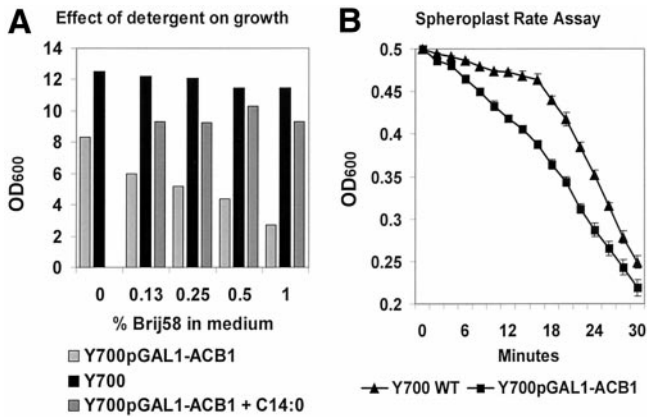 A
Effect of detergent on growth
14
12
10
8
6
4
2
0
OD600
0 0.13 0.25 0.5 1
% Brij58 in medium
Y700pGAL1-ACB1
Y700
Y700pGAL1-ACB1 + C14:0
B
Spheroplast Rate Assay
0.5
0.45
0.4
0.35
0.3
0.25
0.2
OD600
0 6 12 18 24 30
Minutes
Y700 WT Y700pGAL1-ACB1